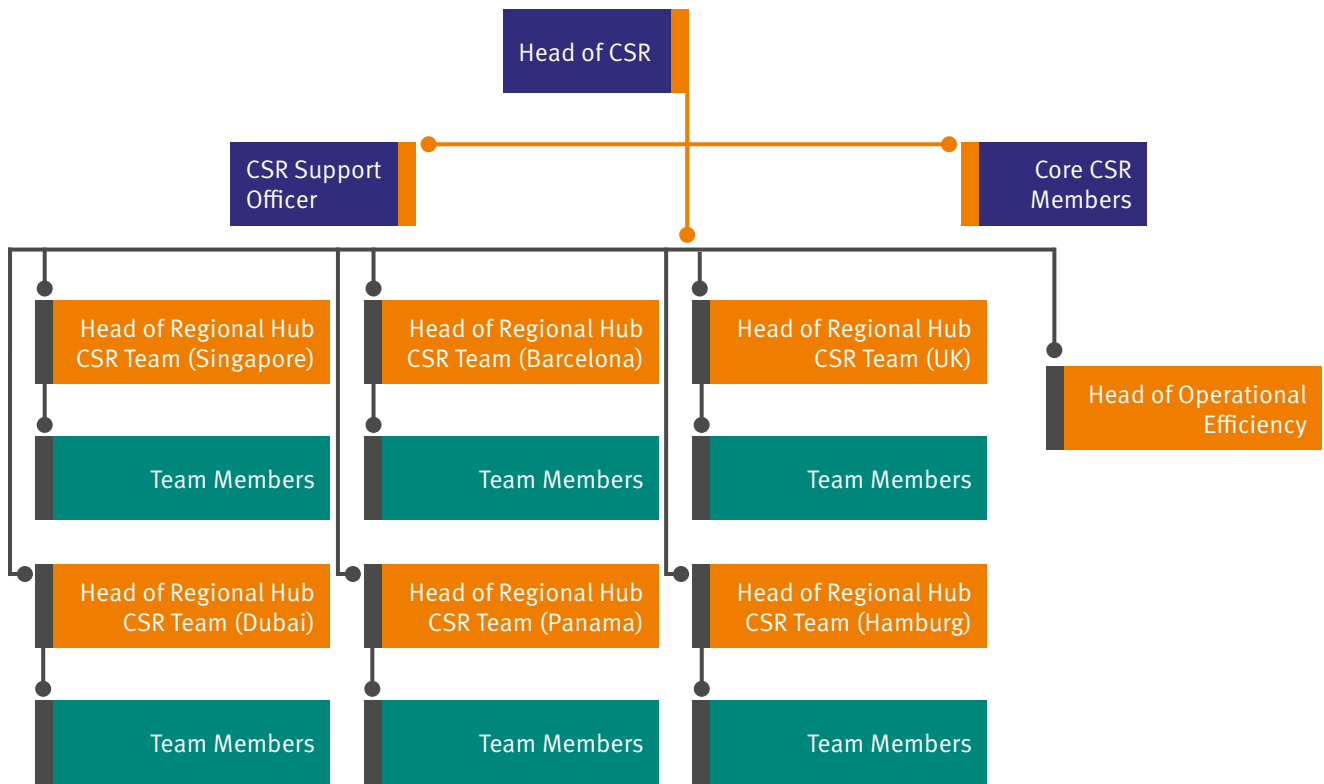 Head of CSR
CSR Support
Officer
Core CSR
Members
Head of Regional Hub
CSR Team (Singapore)
Head of Regional Hub
CSR Team (Barcelona)
Head of Regional Hub
CSR Team (UK)
Head of Operational
Efficiency
Team Members
Team Members
Team Members
Head of Regional Hub
CSR Team (Dubai)
Head of Regional Hub
CSR Team (Panama)
Head of Regional Hub
CSR Team (Hamburg)
Team Members
Team Members
Team Members